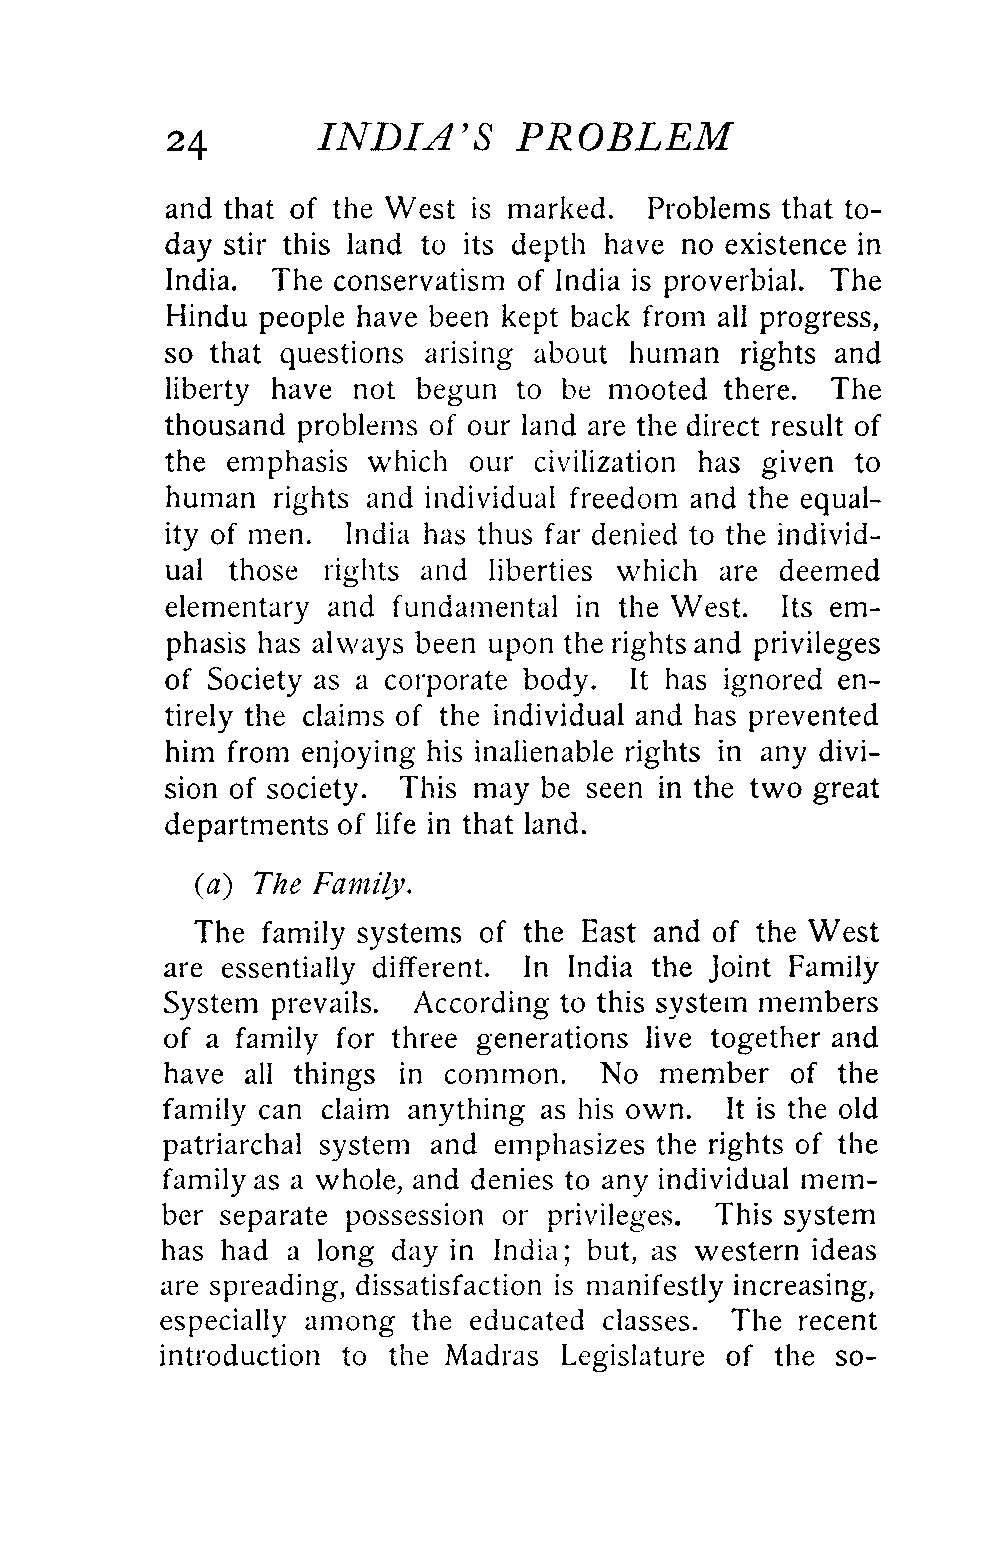 24 INDIA'S PROBLEM
and that of the West is marked. Problems that to-
day stir this land to its depth have no existence in
India. The conservatism of India is proverbial. The
Hindu people have been kept back from all progress,
so that questions arising about human rights and
liberty have not begun to be mooted there. The
thousand problems of our land are the direct result of
the emphasis which our civilization has given to
human rights and individual freedom and the equal-
ity of men. India has thus far denied to the individ-
ual those rights and liberties which are deemed
elementary and fundamental in the West. Its em-
phasis has always been upon the rights and privileges
of Society as a corporate body. It has ignored en-
tirely the claims of the individual and has prevented
him from enjoying his inalienable rights in any divi-
sion of society. This may be seen in the two great
departments of life in that land.
(a) The Family.
The family systems of the East and of the West
are essentially different. In India the Joint Family
System prevails. According to this system members
of a family for three generations live together and
have all things in common. No member of the
family can claim anything as his own. It is the old
patriarchal system and emphasizes the rights of the
family as a whole, and denies to any individual mem-
ber separate possession or privileges. This system
has had a long day in India; but, as western ideas
are spreading, dissatisfaction is manifestly increasing,
especially among the educated classes. The recent
introduction to the Madras Legislature of the so-